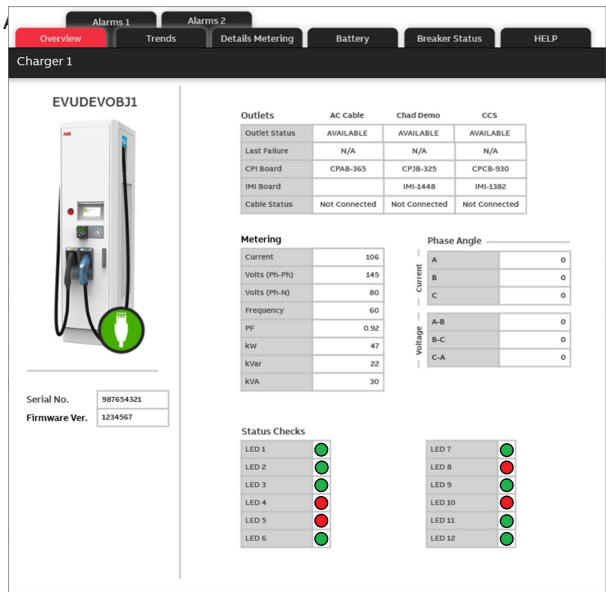 Alarms 1 Alarms 2
Overview Trends Details Metering Battery Breaker Status HELP
Charger 1
EVUDEVOBJ1
ABB
Serial No. 987654321
Firmware Ver. 1234567
Outlets AC Cable Chad Demo CCS
Outlet Status AVAILABLE AVAILABLE AVAILABLE
Last Failure N/A N/A N/A
CPI Board CPAB-365 CPJB-325 CPCB-930
IMI Board IMI-1448 IMI-1382
Cable Status Not Connected Not Connected Not Connected
Metering
Current 106
Volts (Ph-Ph) 145
Volts (Ph-N) 80
Frequency 60
PF 0.92
kW 47
kVar 22
kVA 30
Phase Angle
Current
A 0
B 0
C 0
Voltage
A-B 0
B-C 0
C-A 0
Status Checks
LED 1
LED 2
LED 3
LED 4
LED 5
LED 6
LED 7
LED 8
LED 9
LED 10
LED 11
LED 12